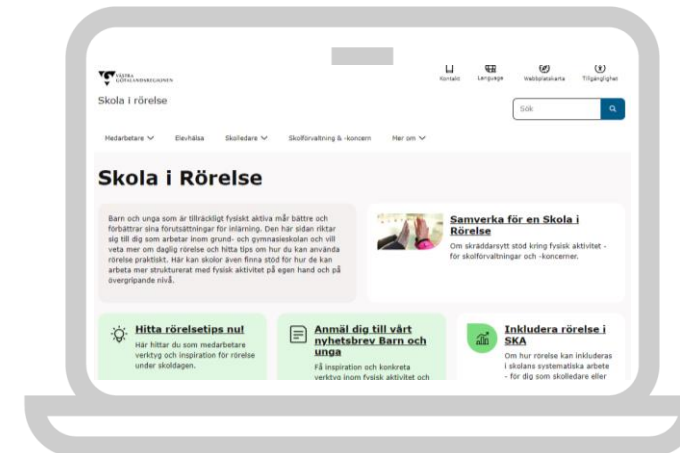 VÄSTRA
GÖTALANDSREGIONEN
Kontakt
Language
Webbplatskarta
Tillgänglighet
Skola i rörelse
Sök
Medarbetare
Elevhälsa
Skolledare
Skolförvaltning & -koncern
Mer om
Skola i Rörelse
Barn och unga som är tillräckligt fysiskt aktiva mår bättre och
förbättrar sina förutsättningar för inlärning. Den här sidan riktar
sig till dig som arbetar inom grund- och gymnasieskolan och vill
veta mer om daglig rörelse och hitta tips om hur du kan använda
rörelse praktiskt. Här kan skolor även finna stöd för hur de kan
arbeta mer strukturerat med fysisk aktivitet på egen hand och på
övergripande nivå.
Samverka för en Skola i
Rörelse
Om skräddarsytt stöd kring fysisk aktivitet -
för skolförvaltningar och -koncerner.
Hitta rörelsetips nu!
Här hittar du som medarbetare
verktyg och inspiration för rörelse
under skoldagen.
Anmäl dig till vårt
nyhetsbrev Barn och
unga
Få inspiration och konkreta
verktyg inom fysisk aktivitet och
Inkludera rörelse i
SKA
Om hur rörelse kan inkluderas
i skolans systematiska arbete
- för dig som skolledare eller